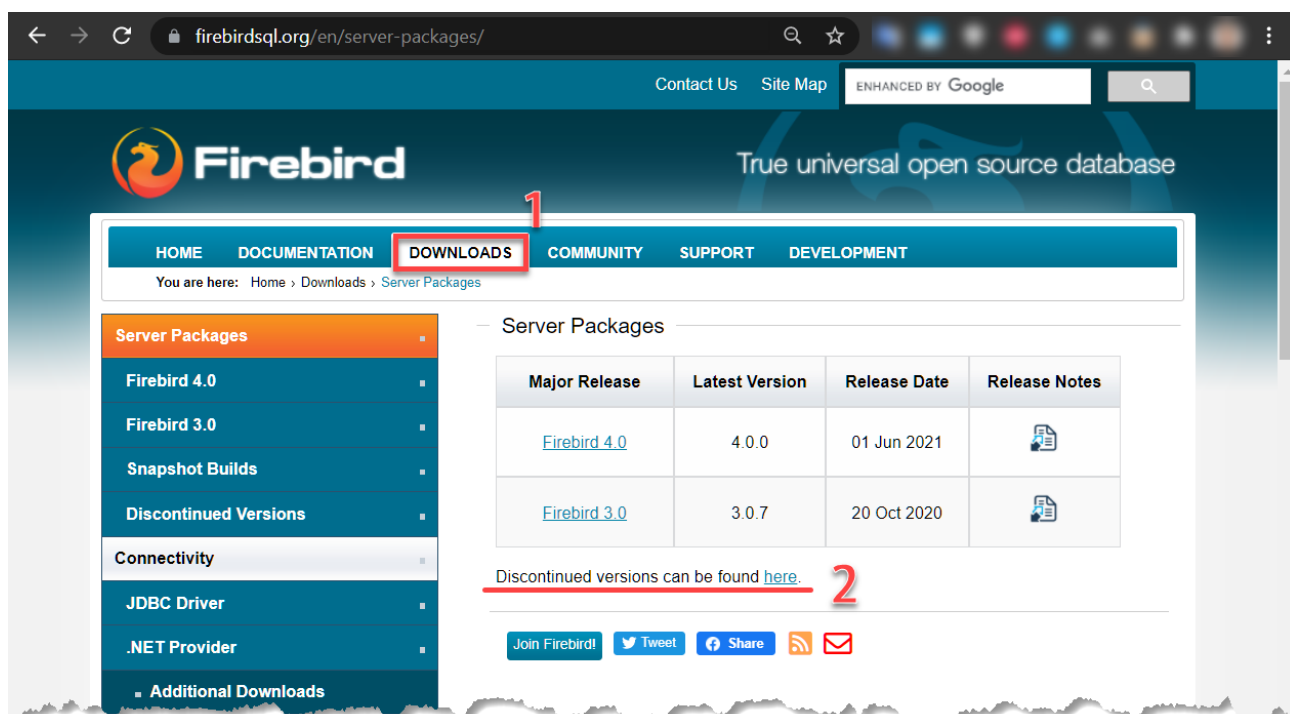 firebirdsql.org/en/server-packages/
Contact Us Site Map ENHANCED BY Google
Firebird True universal open source database
1
HOME DOCUMENTATION DOWNLOADS COMMUNITY SUPPORT DEVELOPMENT
You are here: Home › Downloads › Server Packages
Server Packages
Firebird 4.0
Firebird 3.0
Snapshot Builds
Discontinued Versions
Connectivity
JDBC Driver
.NET Provider
Additional Downloads
Server Packages
Major Release Latest Version Release Date Release Notes
Firebird 4.0 4.0.0 01 Jun 2021
Firebird 3.0 3.0.7 20 Oct 2020
Discontinued versions can be found here. 2
Join Firebird! Tweet Share